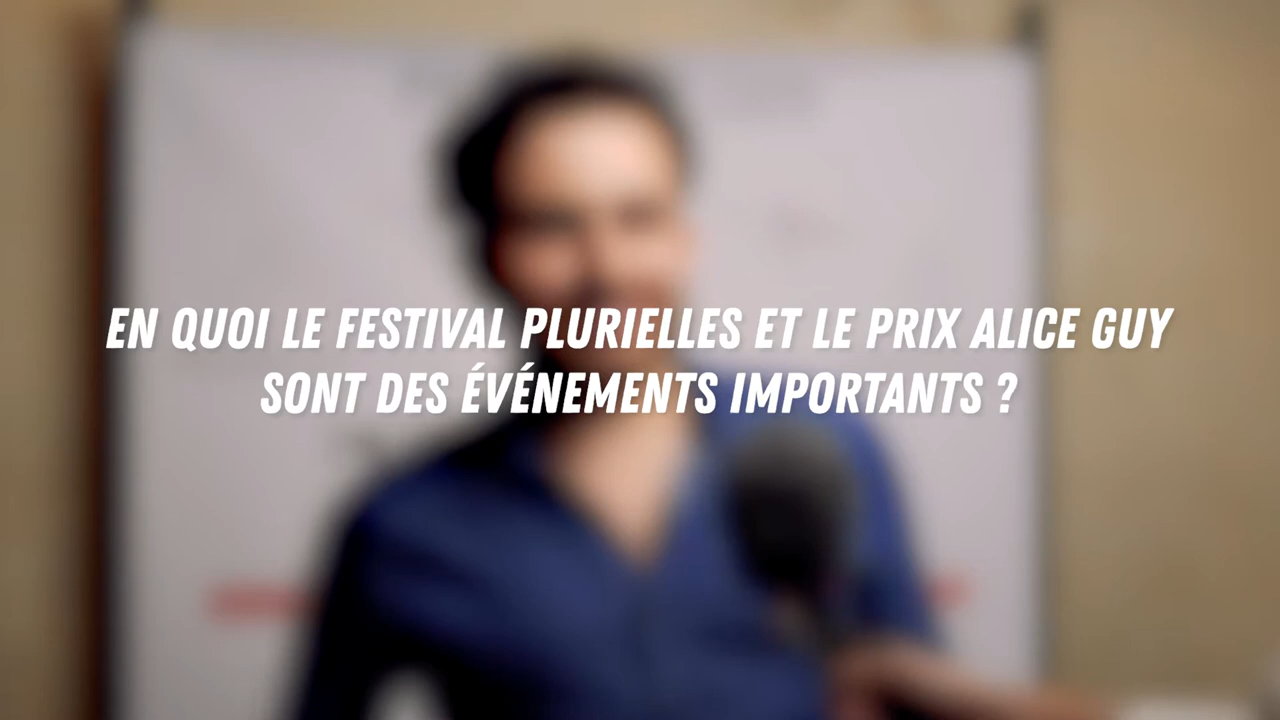 EN QUOI LE FESTIVAL PLURIELLES ET LE PRIX ALICE GUY
SONT DES ÉVÉNEMENTS IMPORTANTS ?